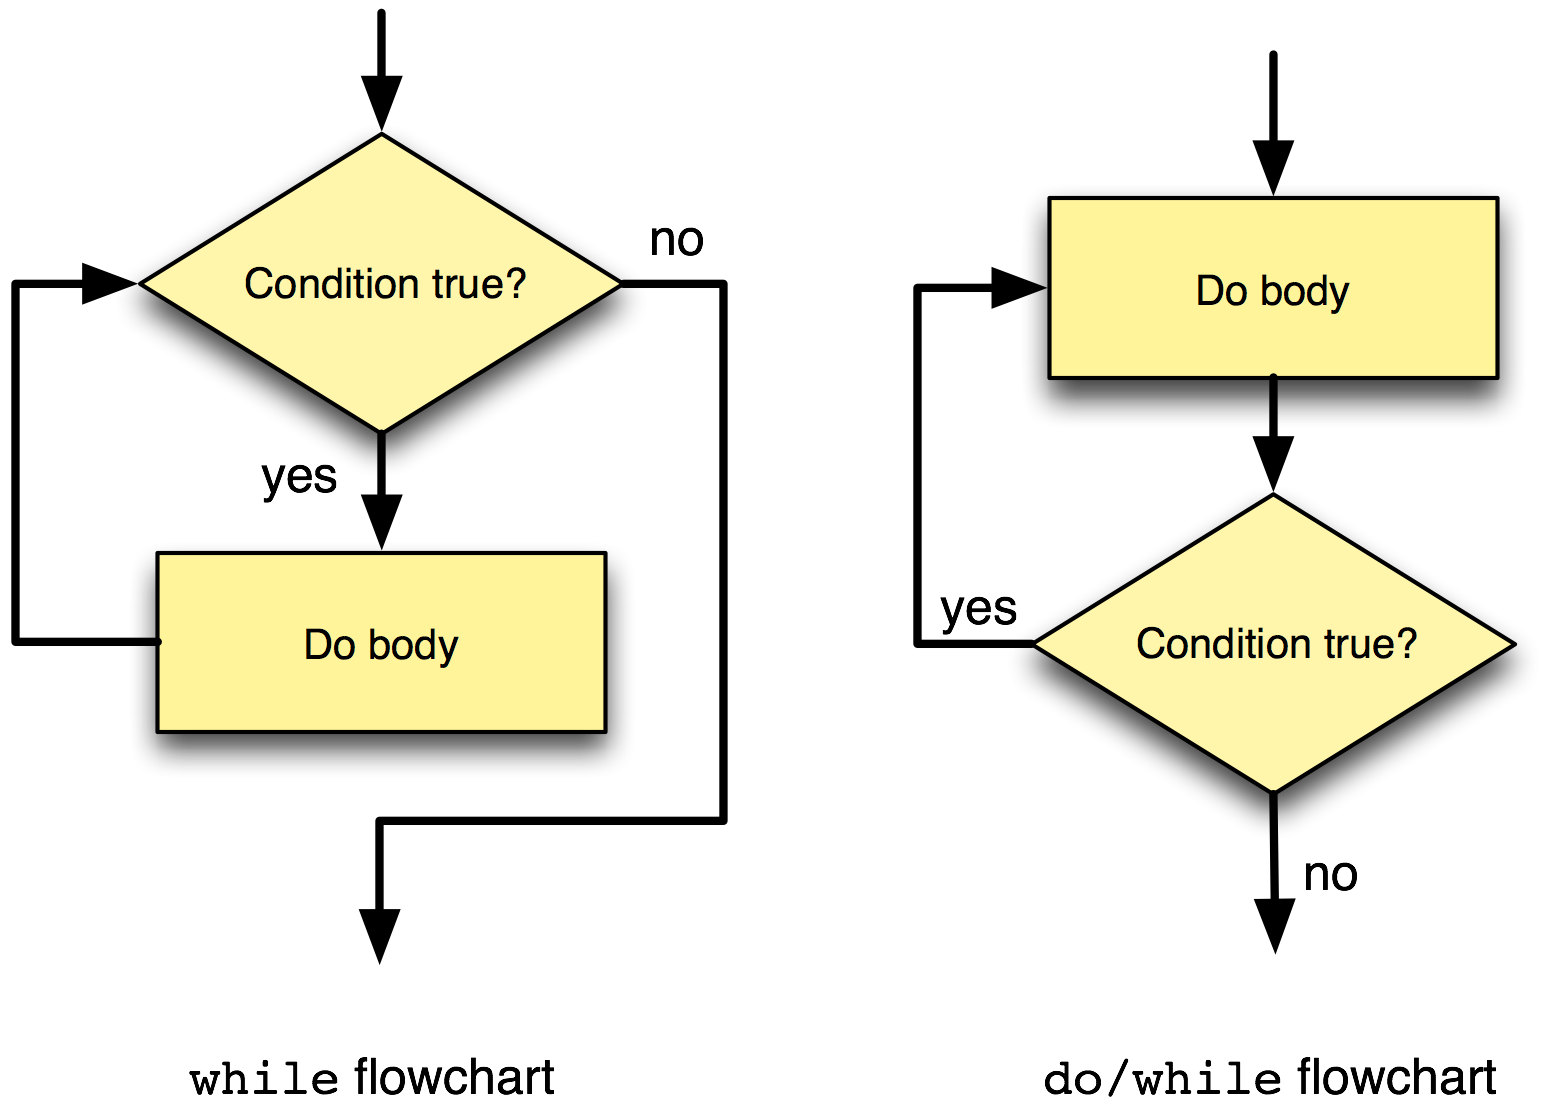 no
Condition true?
yes
Do body
while flowchart
Do body
yes
Condition true?
no
do/while flowchart